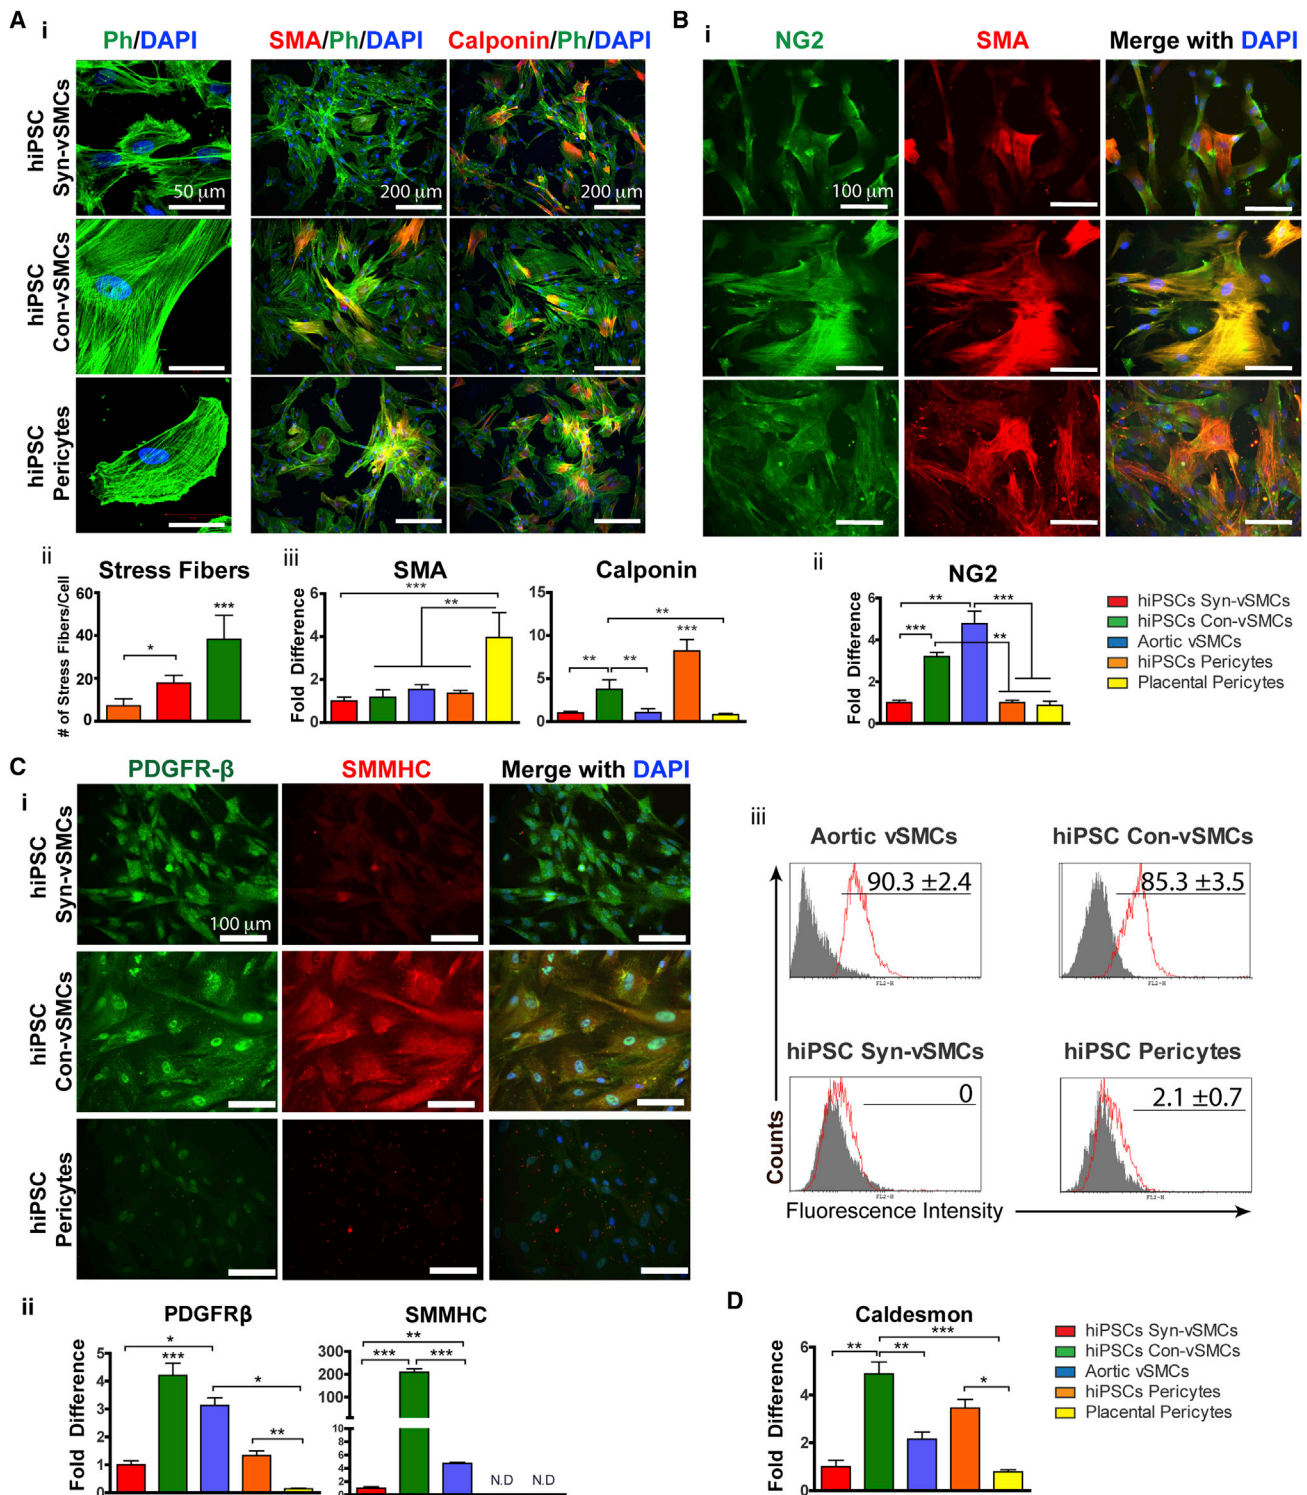 A
i
Ph/DAPI
SMA/Ph/DAPI
Calponin/Ph/DAPI
hiPSC
Syn-vSMCs
50 μm
200 μm
200 μm
hiPSC
Con-vSMCs
hiPSC
Pericytes
ii
Stress Fibers
# of Stress Fibers/Cell
60
40
20
0
*
***
iii
SMA
Fold Difference
6
4
2
0
***
**
Calponin
15
10
5
0
**
**
***
**
B
i
NG2
SMA
Merge with DAPI
100 μm
ii
NG2
Fold Difference
6
4
2
0
**
***
***
**
hiPSCs Syn-vSMCs
hiPSCs Con-vSMCs
Aortic vSMCs
hiPSCs Pericytes
Placental Pericytes
C
i
PDGFR-β
SMMHC
Merge with DAPI
hiPSC
Syn-vSMCs
100 μm
hiPSC
Con-vSMCs
hiPSC
Pericytes
ii
PDGFRβ
Fold Difference
5
4
3
2
1
0
*
***
*
**
SMMHC
300
200
100
10
8
6
4
2
0
**
***
***
N.D
N.D
iii
Aortic vSMCs
90.3 ±2.4
FL2-H
hiPSC Con-vSMCs
85.3 ±3.5
FL2-H
hiPSC Syn-vSMCs
0
FL2-H
hiPSC Pericytes
2.1 ±0.7
FL2-H
Counts
Fluorescence Intensity
D
Caldesmon
Fold Difference
6
4
2
0
**
**
***
*
hiPSCs Syn-vSMCs
hiPSCs Con-vSMCs
Aortic vSMCs
hiPSCs Pericytes
Placental Pericytes